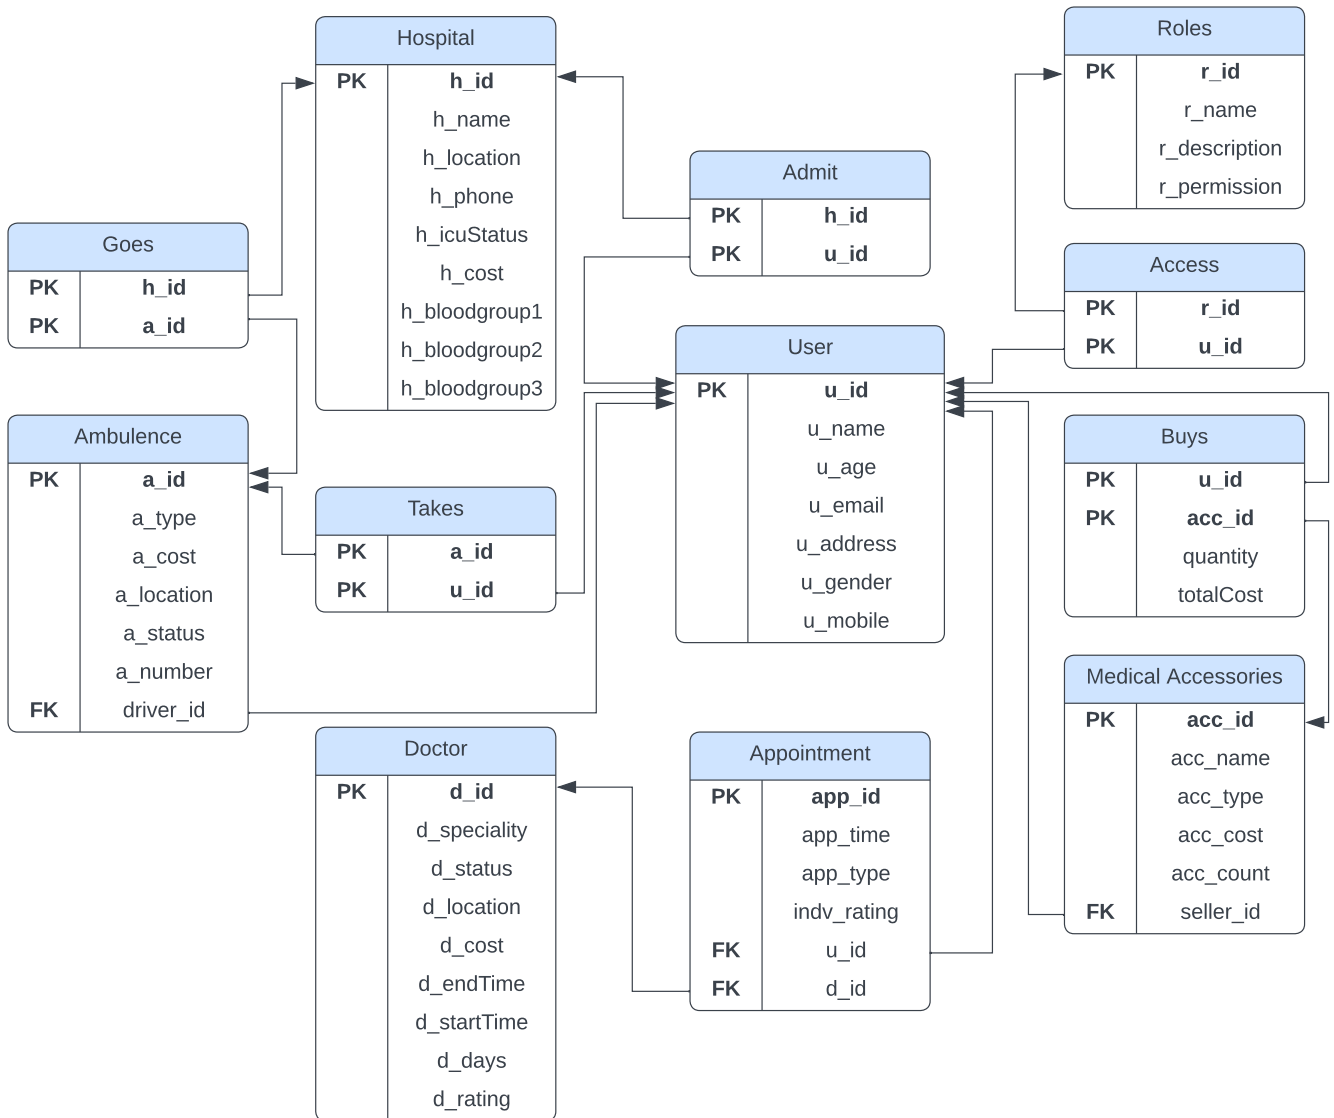 Hospital
PK h_id
h_name
h_location
h_phone
h_icuStatus
h_cost
h_bloodgroup1
h_bloodgroup2
h_bloodgroup3
Roles
PK r_id
r_name
r_description
r_permission
Admit
PK h_id
PK u_id
Goes
PK h_id
PK a_id
Access
PK r_id
PK u_id
User
PK u_id
u_name
u_age
u_email
u_address
u_gender
u_mobile
Ambulence
PK a_id
a_type
a_cost
a_location
a_status
a_number
FK driver_id
Takes
PK a_id
PK u_id
Buys
PK u_id
PK acc_id
quantity
totalCost
Medical Accessories
PK acc_id
acc_name
acc_type
acc_cost
acc_count
FK seller_id
Doctor
PK d_id
d_speciality
d_status
d_location
d_cost
d_endTime
d_startTime
d_days
d_rating
Appointment
PK app_id
app_time
app_type
indv_rating
FK u_id
FK d_id